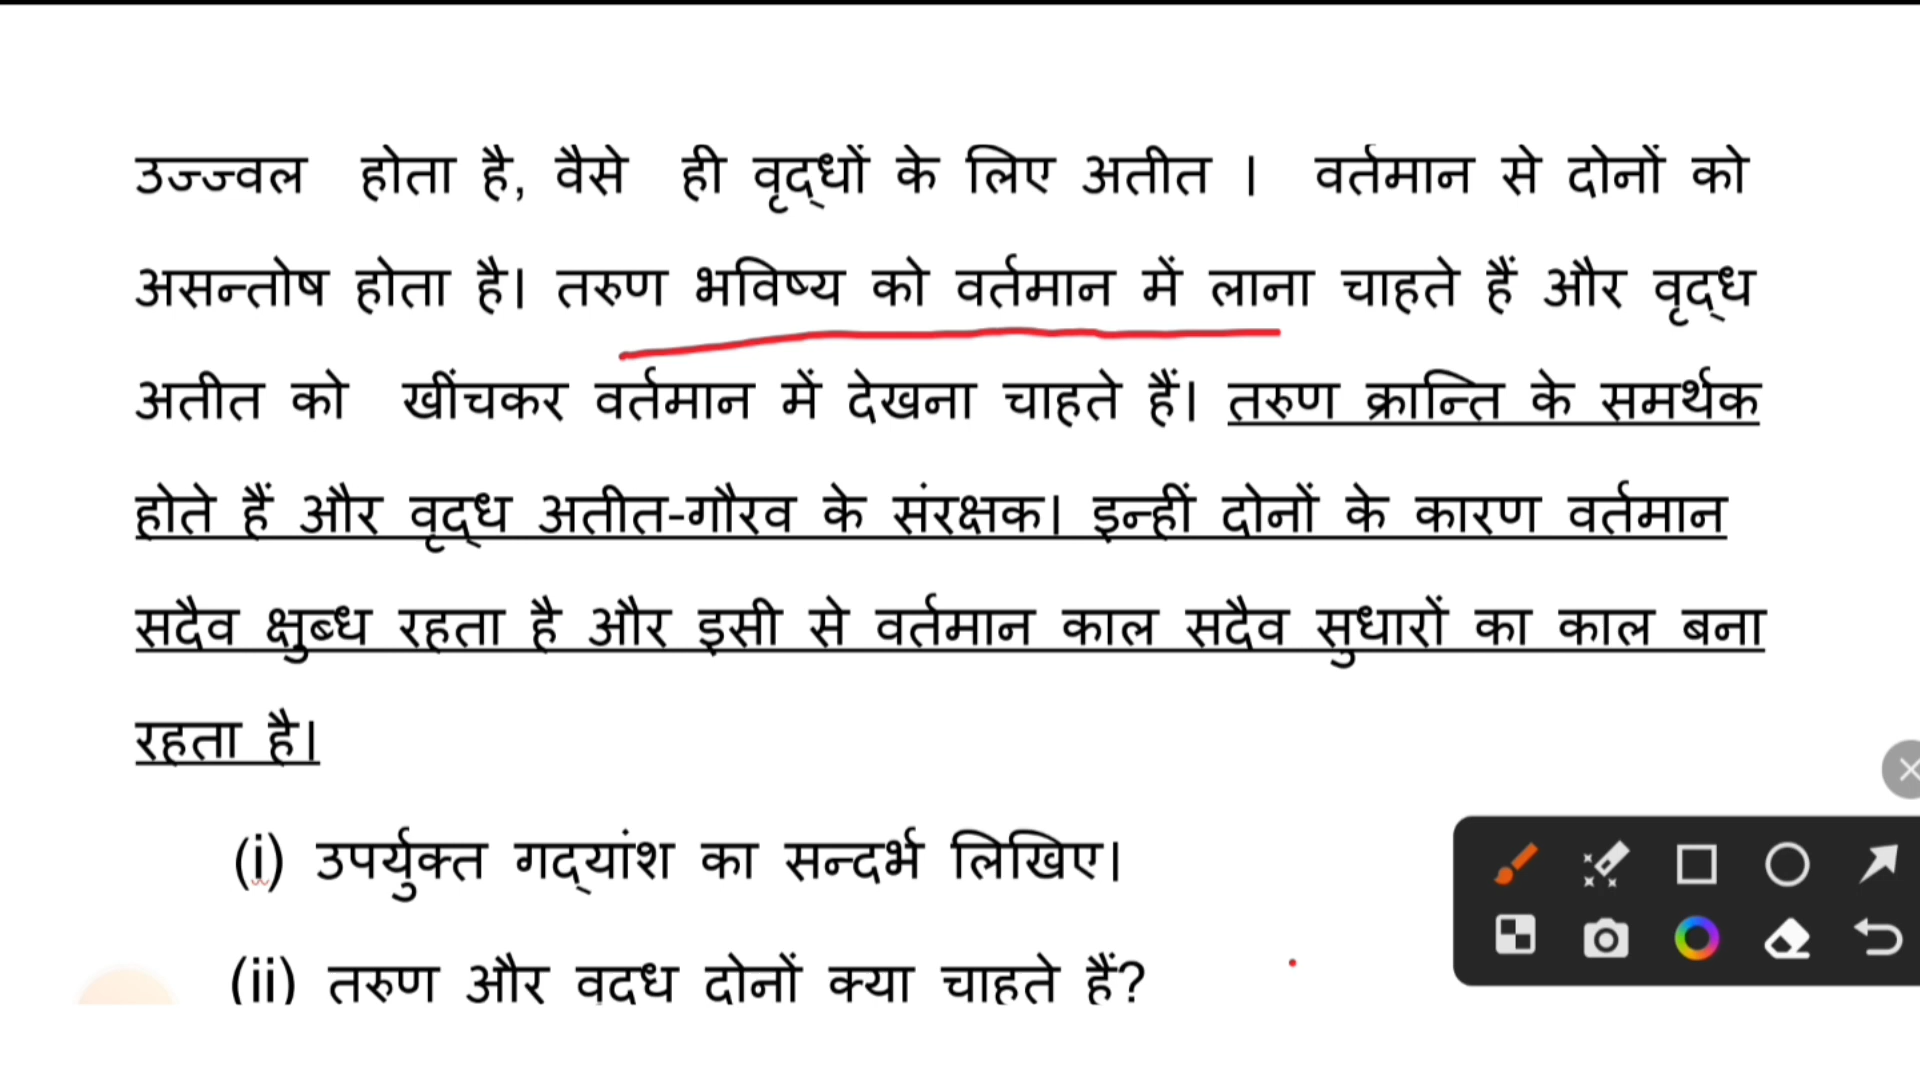 उज्ज्वल होता है, वैसे ही वृद्धों के लिए अतीत । वर्तमान से दोनों को
असन्तोष होता है। तरुण भविष्य को वर्तमान में लाना चाहते हैं और वृद्ध
अतीत को खींचकर वर्तमान में देखना चाहते हैं। तरुण क्रान्ति के समर्थक
होते हैं और वृद्ध अतीत-गौरव के संरक्षक। इन्हीं दोनों के कारण वर्तमान
सदैव क्षुब्ध रहता है और इसी से वर्तमान काल सदैव सुधारों का काल बना
रहता है।
(i) उपर्युक्त गद्यांश का सन्दर्भ लिखिए।
(ii) तरुण और वृद्ध दोनों क्या चाहते हैं?